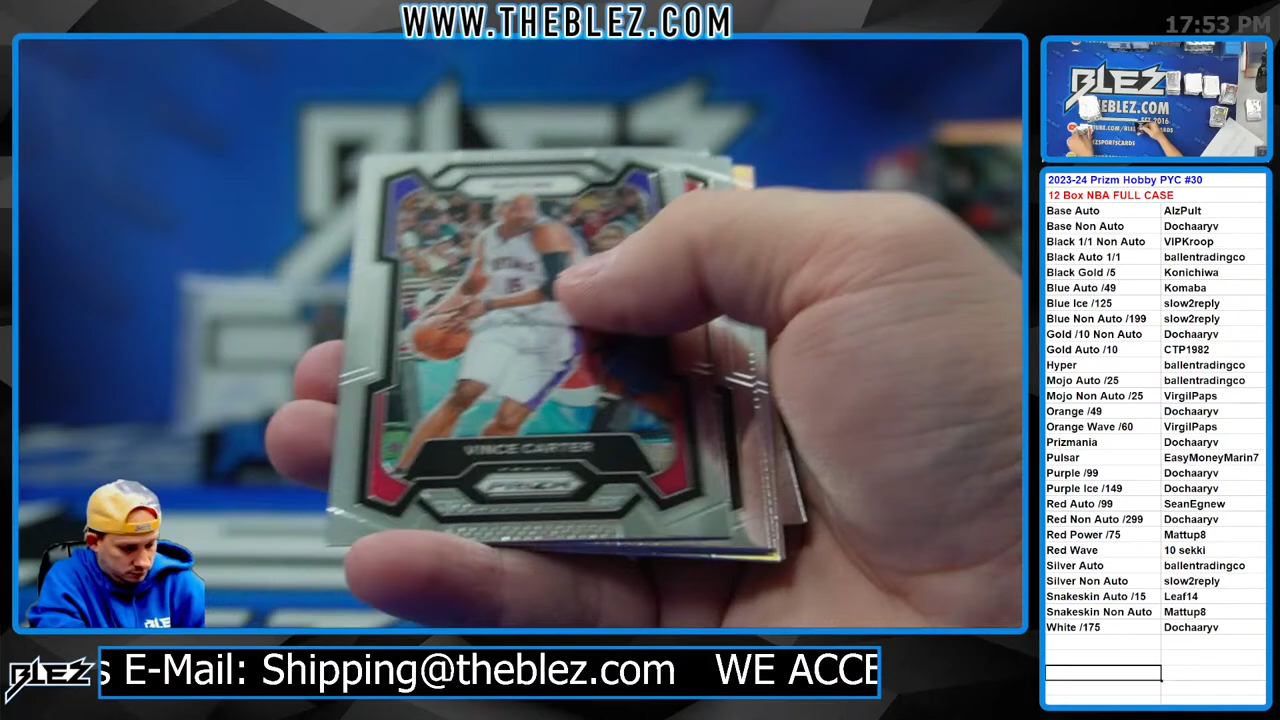 WWW.THEBLEZ.COM
17:53 PM
BLEZ
EST 2016
2023-24 Prizm Hobby PYC #30
12 Box NBA FULL CASE
Base Auto AlzPult
Base Non Auto Dochaaryv
Black 1/1 Non Auto VIPKroop
Black Auto 1/1 ballentradingco
Black Gold /5 Konichiwa
Blue Auto /49 Komaba
Blue Ice /125 slow2reply
Blue Non Auto /199 slow2reply
Gold /10 Non Auto Dochaaryv
Gold Auto /10 CTP1982
Hyper ballentradingco
Mojo Auto /25 ballentradingco
Mojo Non Auto /25 VirgilPaps
Orange /49 Dochaaryv
Orange Wave /60 VirgilPaps
Prizmania Dochaaryv
Pulsar EasyMoneyMarin7
Purple /99 Dochaaryv
Purple Ice /149 Dochaaryv
Red Auto /99 SeanEgnew
Red Non Auto /299 Dochaaryv
Red Power /75 Mattup8
Red Wave 10 sekki
Silver Auto ballentradingco
Silver Non Auto slow2reply
Snakeskin Auto /15 Leaf14
Snakeskin Non Auto Mattup8
White /175 Dochaaryv
15
VINCE CARTER
PRIZM
BLEZ
s E-Mail: Shipping@theblez.com WE ACCE